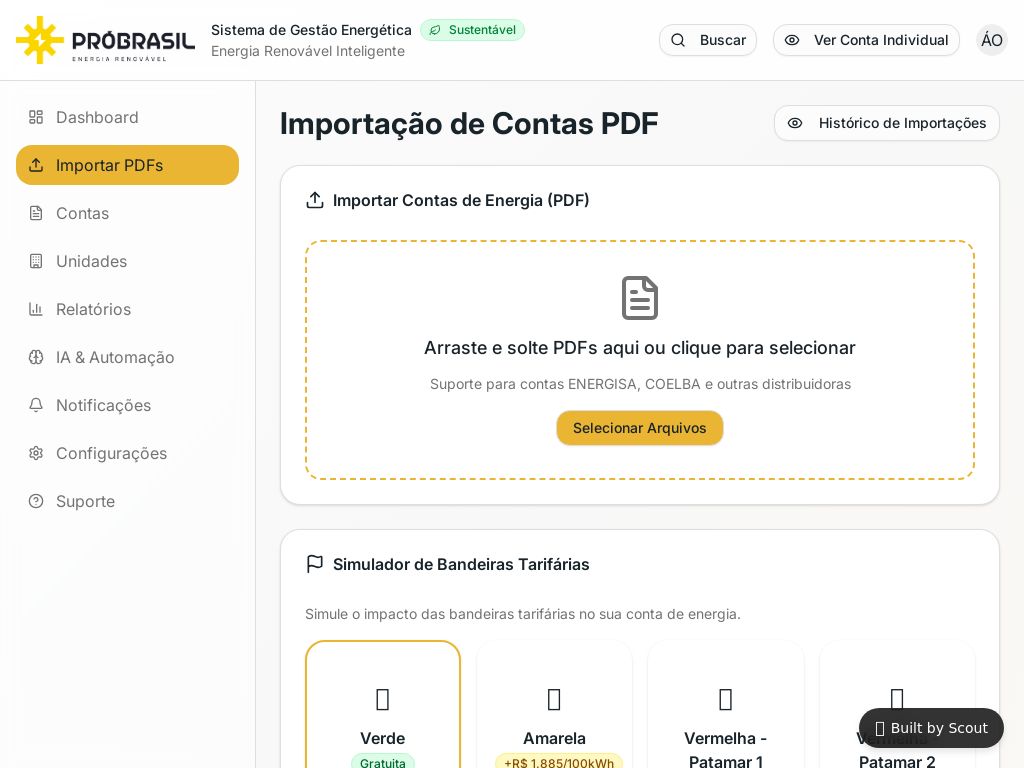 PRÓBRASIL
ENERGIA RENOVÁVEL
Sistema de Gestão Energética
Sustentável
Energia Renovável Inteligente
Buscar
Ver Conta Individual
ÁO
Dashboard
Importar PDFs
Contas
Unidades
Relatórios
IA & Automação
Notificações
Configurações
Suporte
Importação de Contas PDF
Histórico de Importações
Importar Contas de Energia (PDF)
Arraste e solte PDFs aqui ou clique para selecionar
Suporte para contas ENERGISA, COELBA e outras distribuidoras
Selecionar Arquivos
Simulador de Bandeiras Tarifárias
Simule o impacto das bandeiras tarifárias no sua conta de energia.
Verde
Gratuita
Amarela
+R$ 1.885/100kWh
Vermelha -
Patamar 1
Vermelha -
Patamar 2
Built by Scout